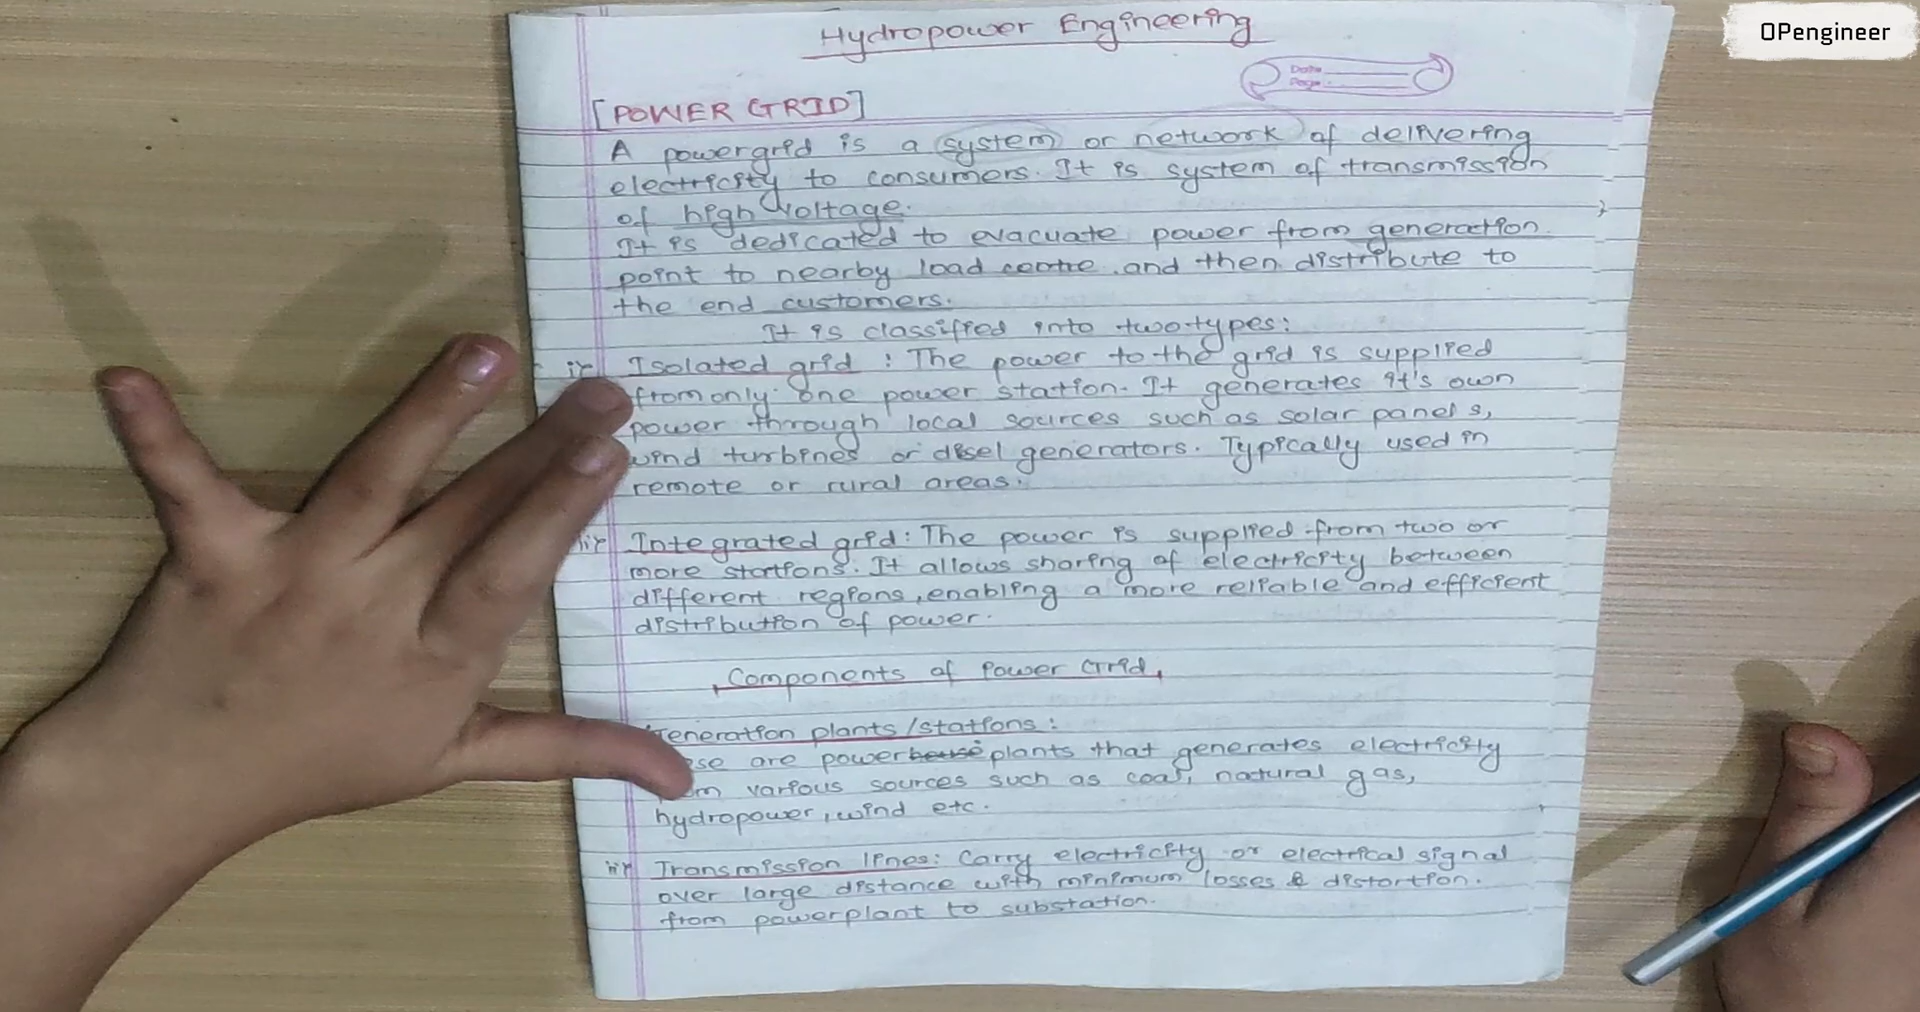 OPengineer
Hydropower Engineering
Date
Page
[POWER GRID]
A powergrid is a system or network of delivering
electricity to consumers. It is system of transmission
of high voltage.
It is dedicated to evacuate power from generation
point to nearby load centre and then distribute to
the end customers.
It is classified into two types:
i) Isolated grid : The power to the grid is supplied
from only one power station. It generates it's own
power through local sources such as solar panels,
wind turbines or disel generators. Typically used in
remote or rural areas.
ii) Integrated grid: The power is supplied from two or
more stations. It allows sharing of electricity between
different regions, enabling a more reliable and efficient
distribution of power.
Components of Power Grid,
Generation plants/stations:
are power plants that generates electricity
various sources such as coal, natural gas,
hydropower, wind etc.
ii) Transmission lines: Carry electricity or electrical signal
over large distance with minimum losses & distortion.
from powerplant to substation.